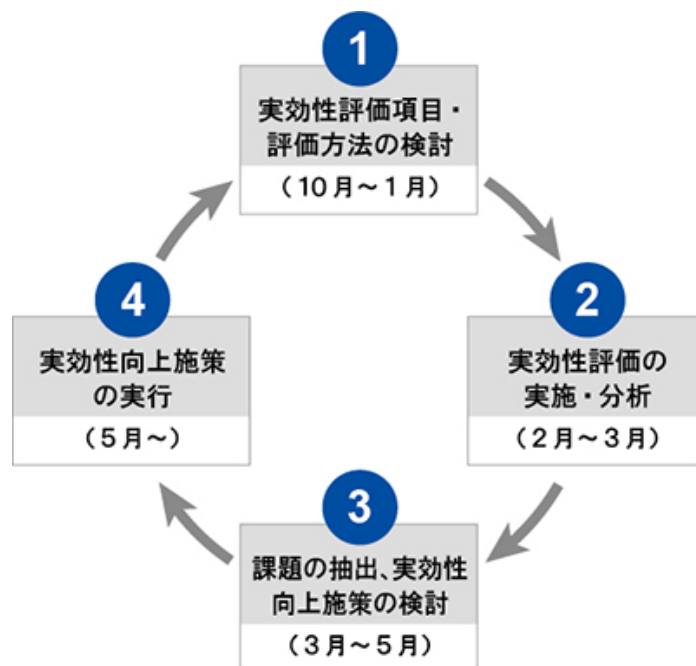 1
実効性評価項目・
評価方法の検討
（10月～1月）
2
実効性評価の
実施・分析
（2月～3月）
3
課題の抽出、実効性
向上施策の検討
（3月～5月）
4
実効性向上施策
の実行
（5月～）